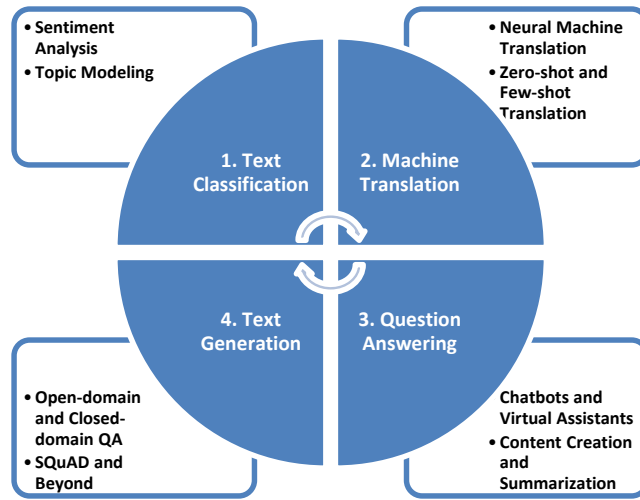 • Sentiment
Analysis
• Topic Modeling
• Neural Machine
Translation
• Zero-shot and
Few-shot
Translation
1. Text
Classification
2. Machine
Translation
4. Text
Generation
3. Question
Answering
• Open-domain
and Closed-
domain QA
• SQuAD and
Beyond
Chatbots and
Virtual Assistants
• Content Creation
and
Summarization